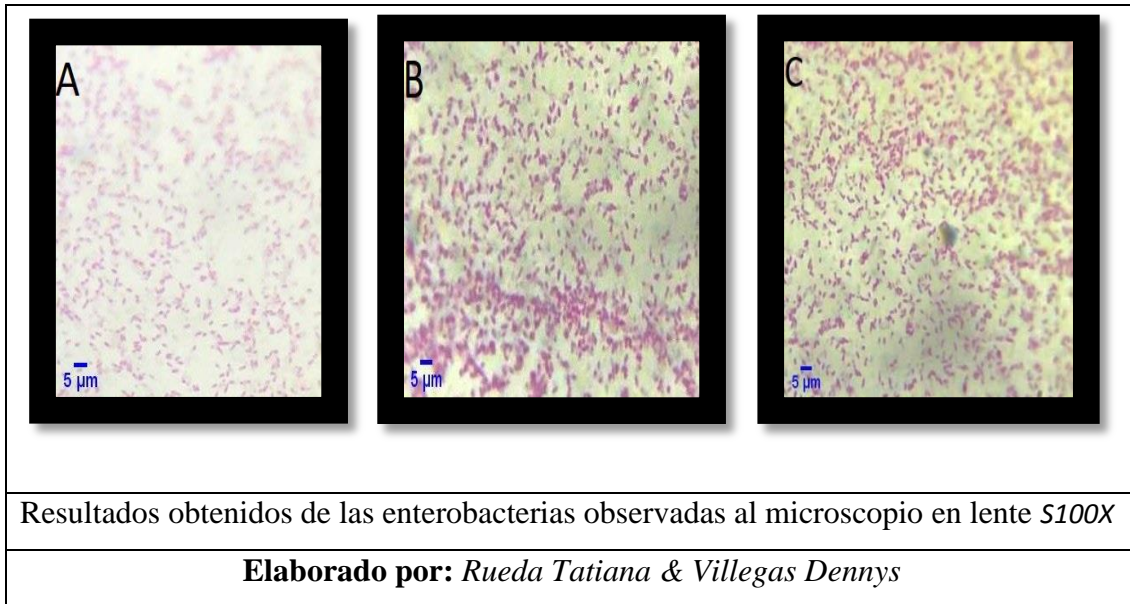 A
B
C
5 µm
5 µm
5 µm
Resultados obtenidos de las enterobacterias observadas al microscopio en lente S100X
Elaborado por: Rueda Tatiana & Villegas Dennys